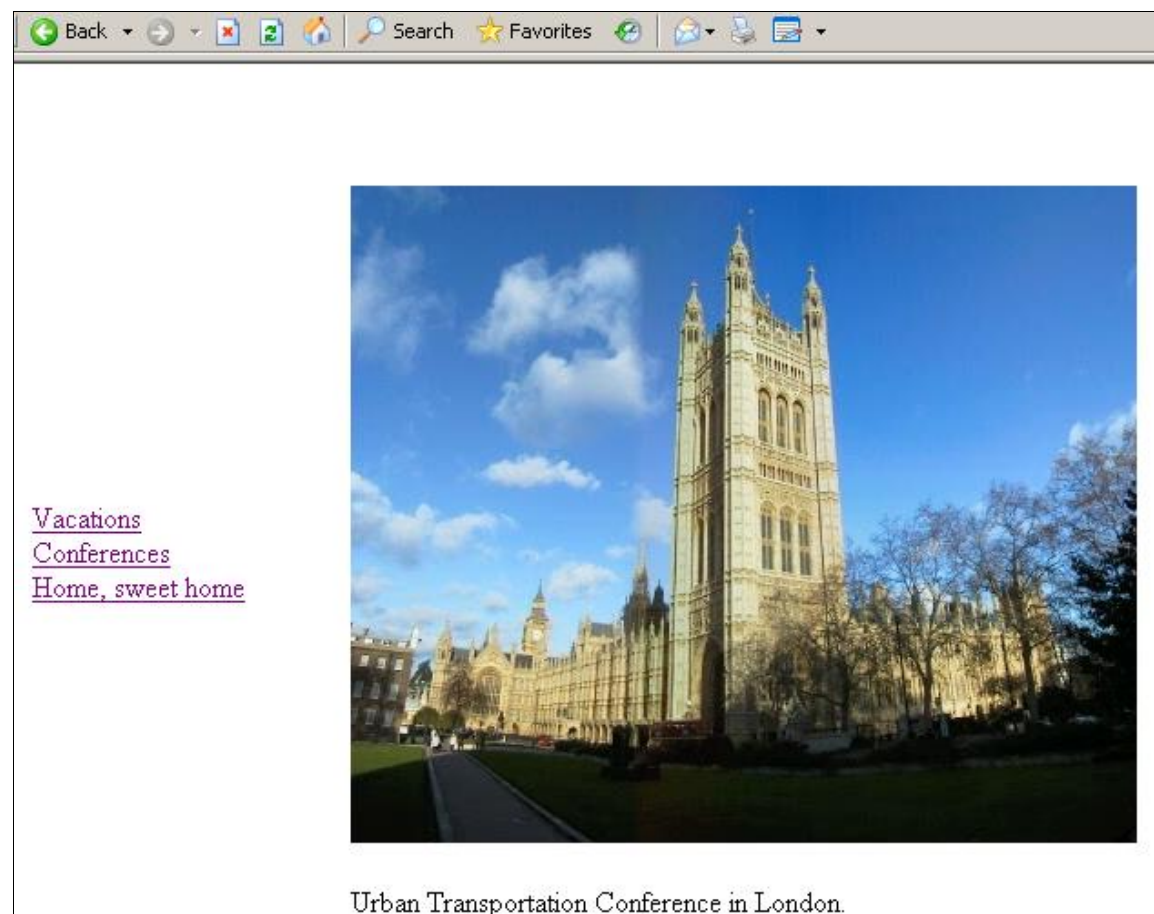 Back Search Favorites
Vacations
Conferences
Home, sweet home
Urban Transportation Conference in London.